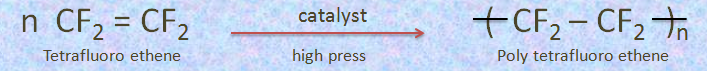 n CF₂ = CF₂ catalyst ( CF₂ – CF₂ )ₙ
Tetrafluoro ethene high press Poly tetrafluoro ethene